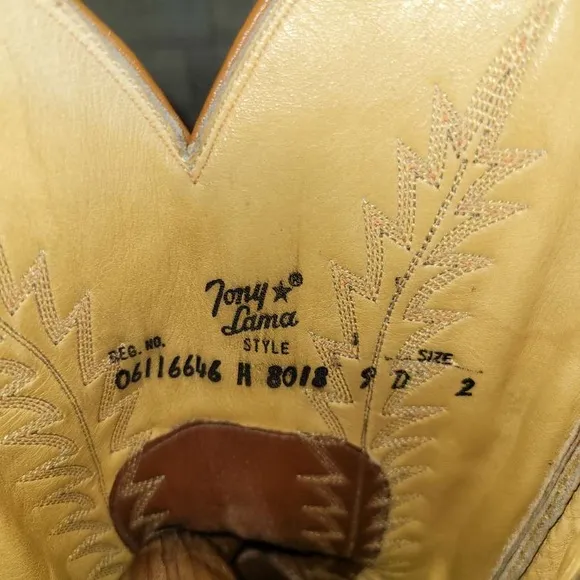 Tony ★ ®
Lama
STYLE
REG. NO. SIZE
06116646 H 8018 9 D 2